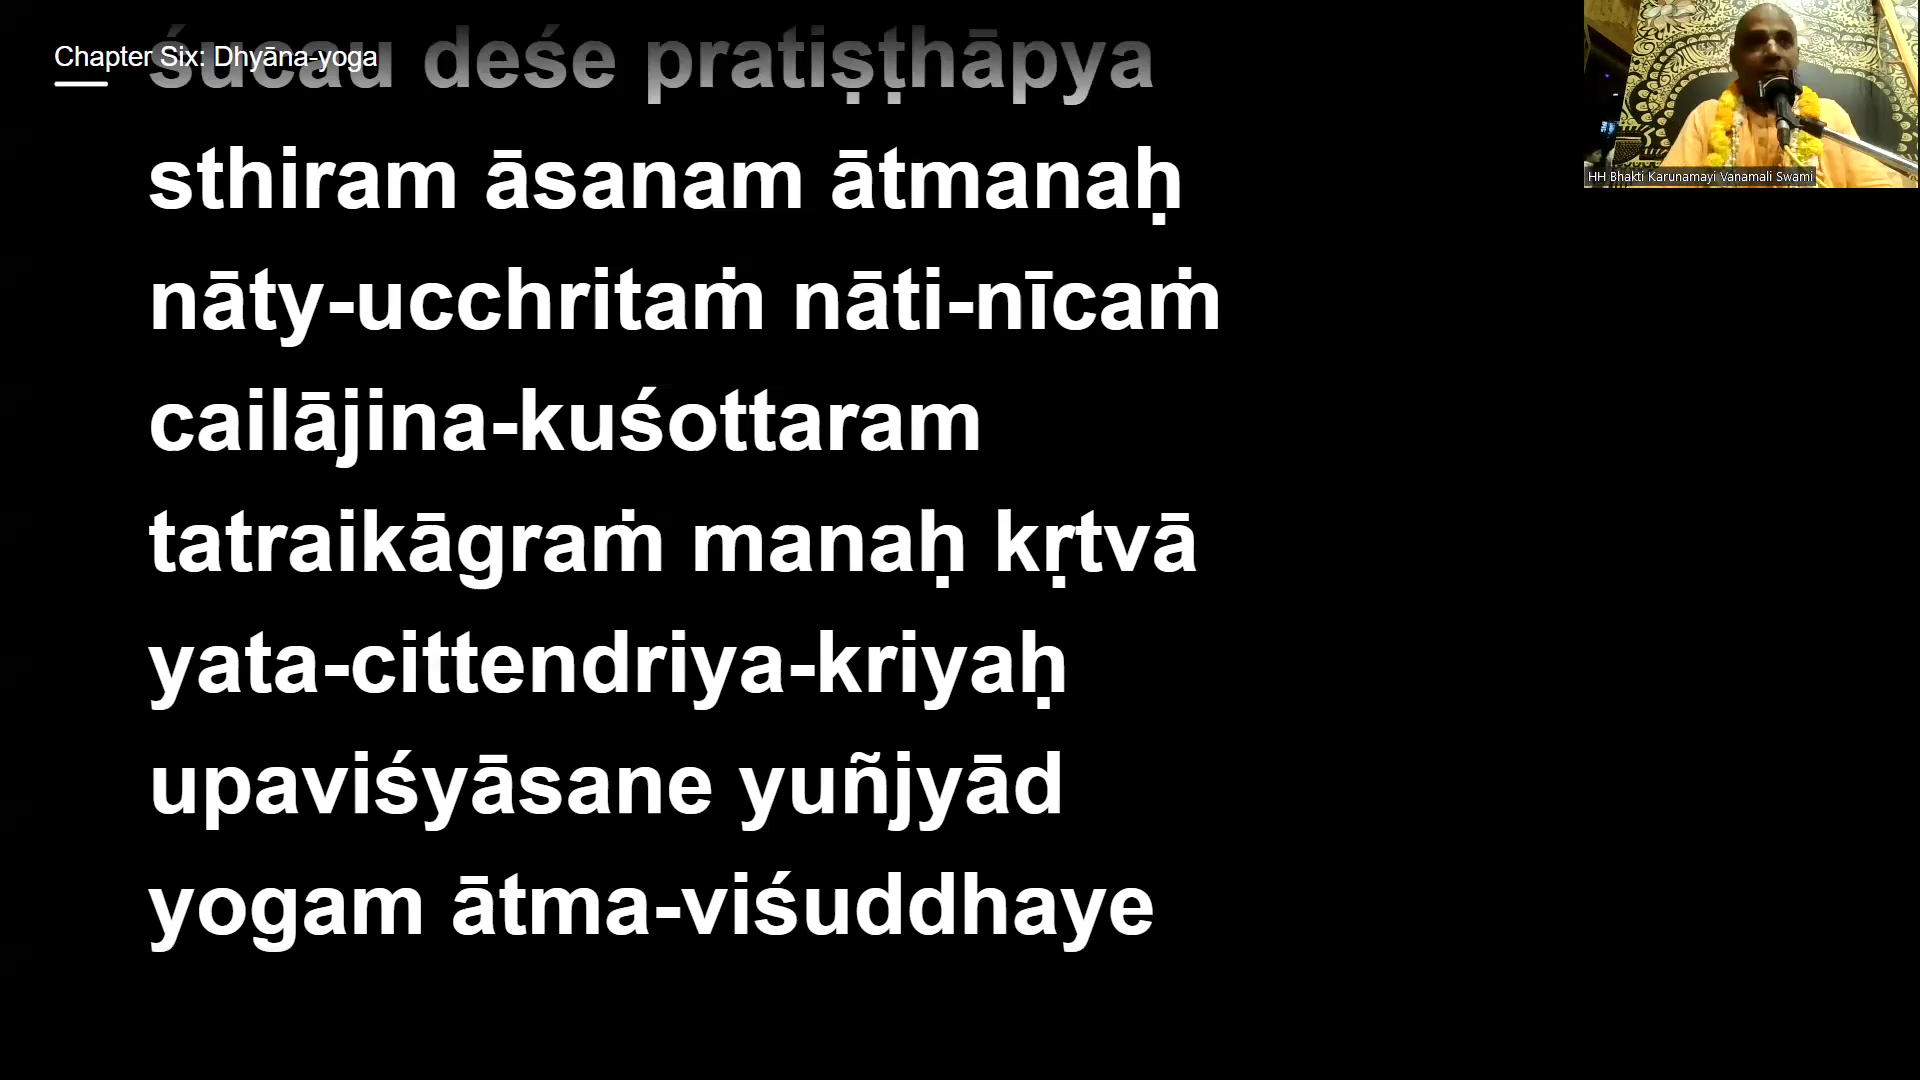 Chapter Six: Dhyāna-yoga
śucau deśe pratiṣṭhāpya
sthiram āsanam ātmanaḥ
nāty-ucchritaṁ nāti-nīcaṁ
cailājina-kuśottaram
tatraikāgraṁ manaḥ kṛtvā
yata-cittendriya-kriyaḥ
upaviśyāsane yuñjyād
yogam ātma-viśuddhaye
HH Bhakti Karunamayi Vanamali Swami